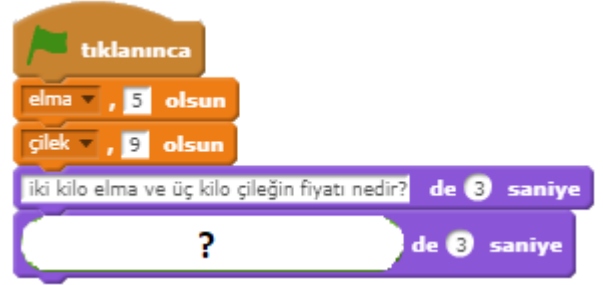 tıklanınca
elma , 5 olsun
çilek , 9 olsun
iki kilo elma ve üç kilo çileğin fiyatı nedir? de 3 saniye
? de 3 saniye